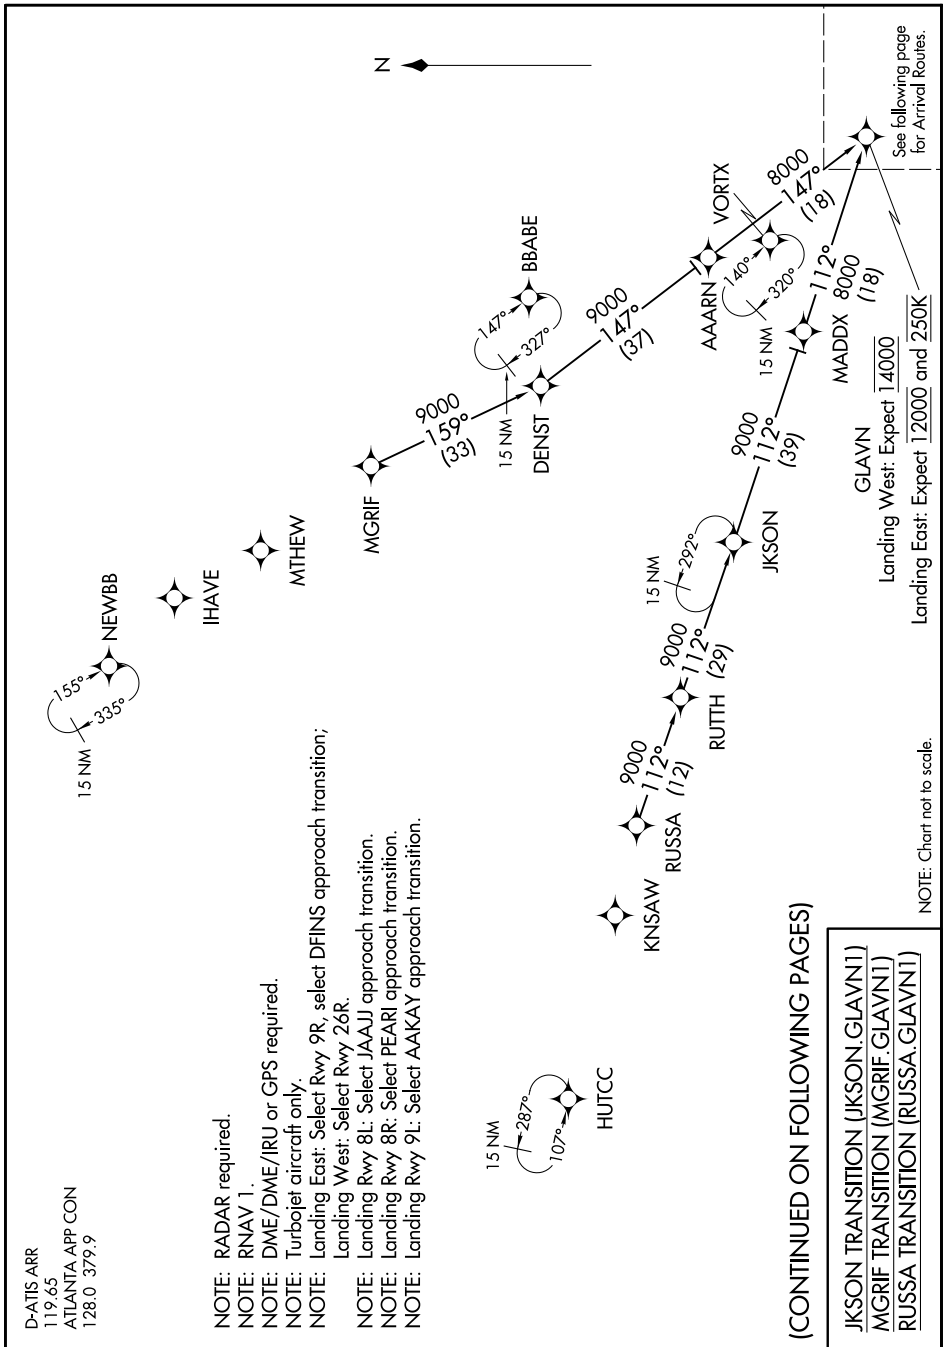 D-ATIS ARR
119.65
ATLANTA APP CON
128.0 379.9
NOTE: RADAR required.
NOTE: RNAV 1.
NOTE: DME/DME/IRU or GPS required.
NOTE: Turbojet aircraft only.
NOTE: Landing East: Select Rwy 9R, select DFINS approach transition;
Landing West: Select Rwy 26R.
NOTE: Landing Rwy 8L: Select JAAJJ approach transition.
NOTE: Landing Rwy 8R: Select PEARI approach transition.
NOTE: Landing Rwy 9L: Select AAKAY approach transition.
15 NM
155°
335°
NEWBB
IHAVE
MTHEW
MGRIF
9000
159°
(33)
15 NM
147°
327°
BBABE
DENST
9000
147°
(37)
AAARN
VORTX
15 NM
140°
320°
8000
147°
(18)
N
15 NM
287°
107°
HUTCC
KNSAW
RUSSA
9000
112°
(12)
RUTTH
9000
112°
(29)
15 NM
292°
JKSON
9000
112°
(39)
MADDX
112°
8000
(18)
GLAVN
Landing West: Expect 14000
Landing East: Expect 12000 and 250K
See following page
for Arrival Routes.
(CONTINUED ON FOLLOWING PAGES)
JKSON TRANSITION (JKSON.GLAVN1)
MGRIF TRANSITION (MGRIF.GLAVN1)
RUSSA TRANSITION (RUSSA.GLAVN1)
NOTE: Chart not to scale.